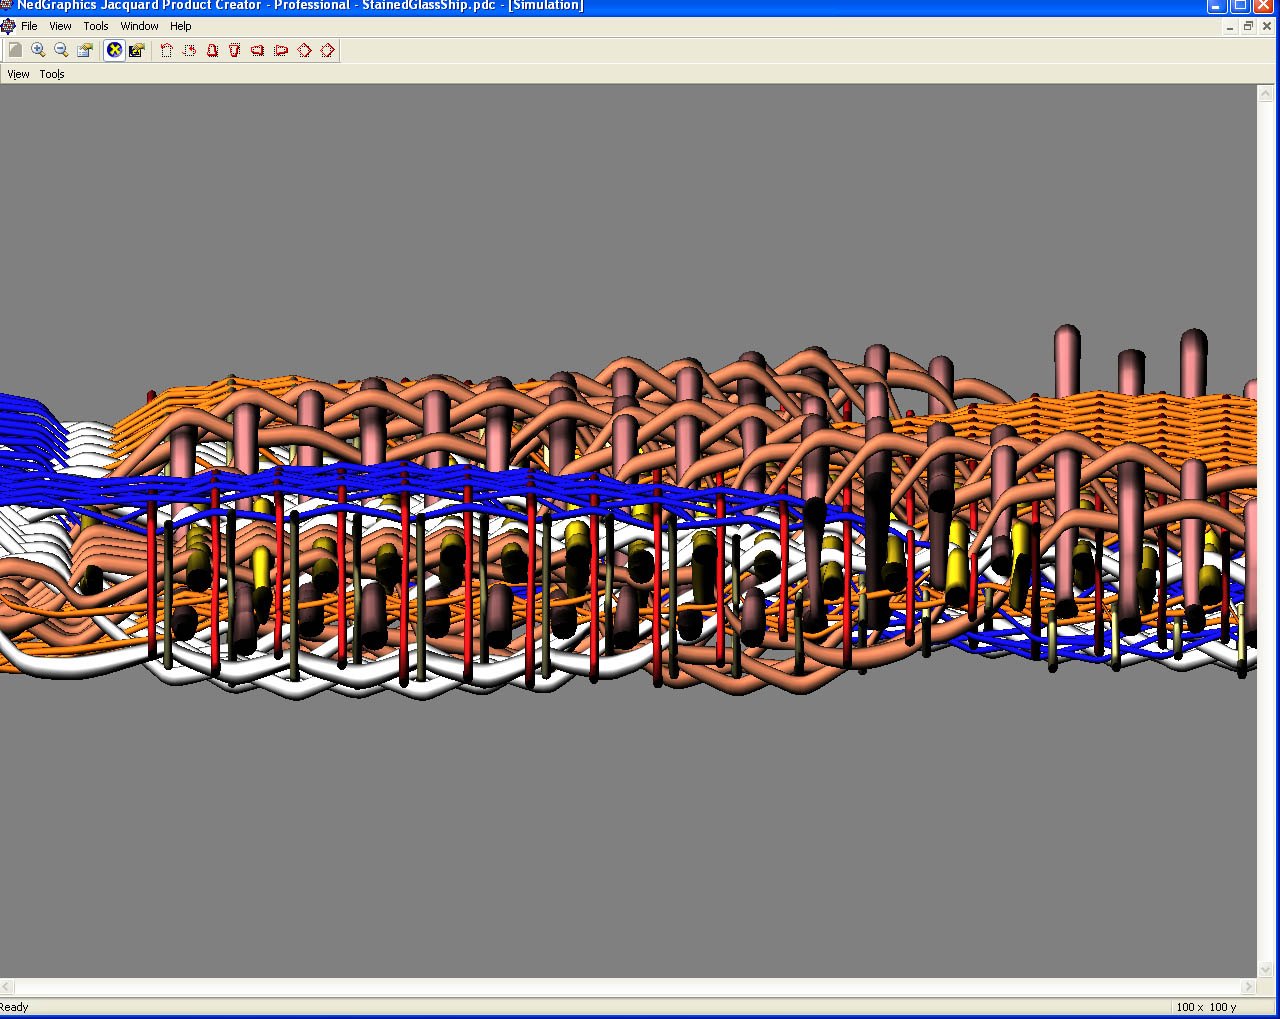 NedGraphics Jacquard Product Creator - Professional - StainedGlassShip.pdc - [Simulation]
File View Tools Window Help
View Tools
Ready 100 x 100 y